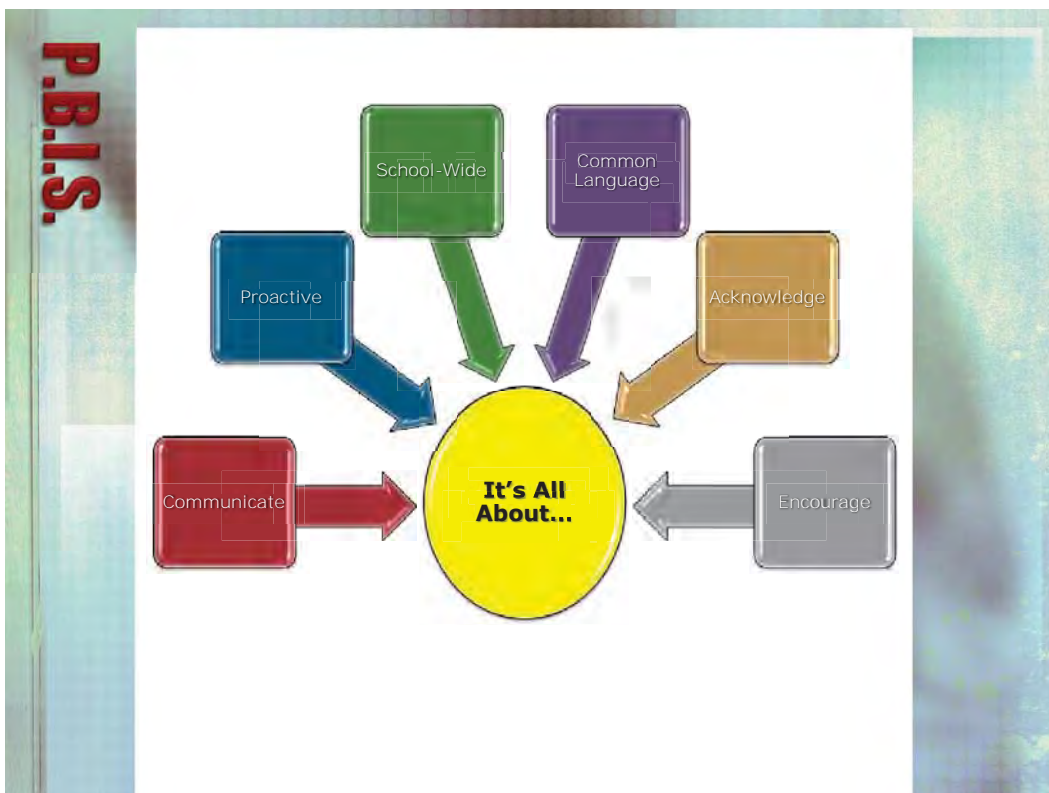 P.B.I.S.
School-Wide
Common
Language
Proactive
Acknowledge
Communicate
It's All
About...
Encourage